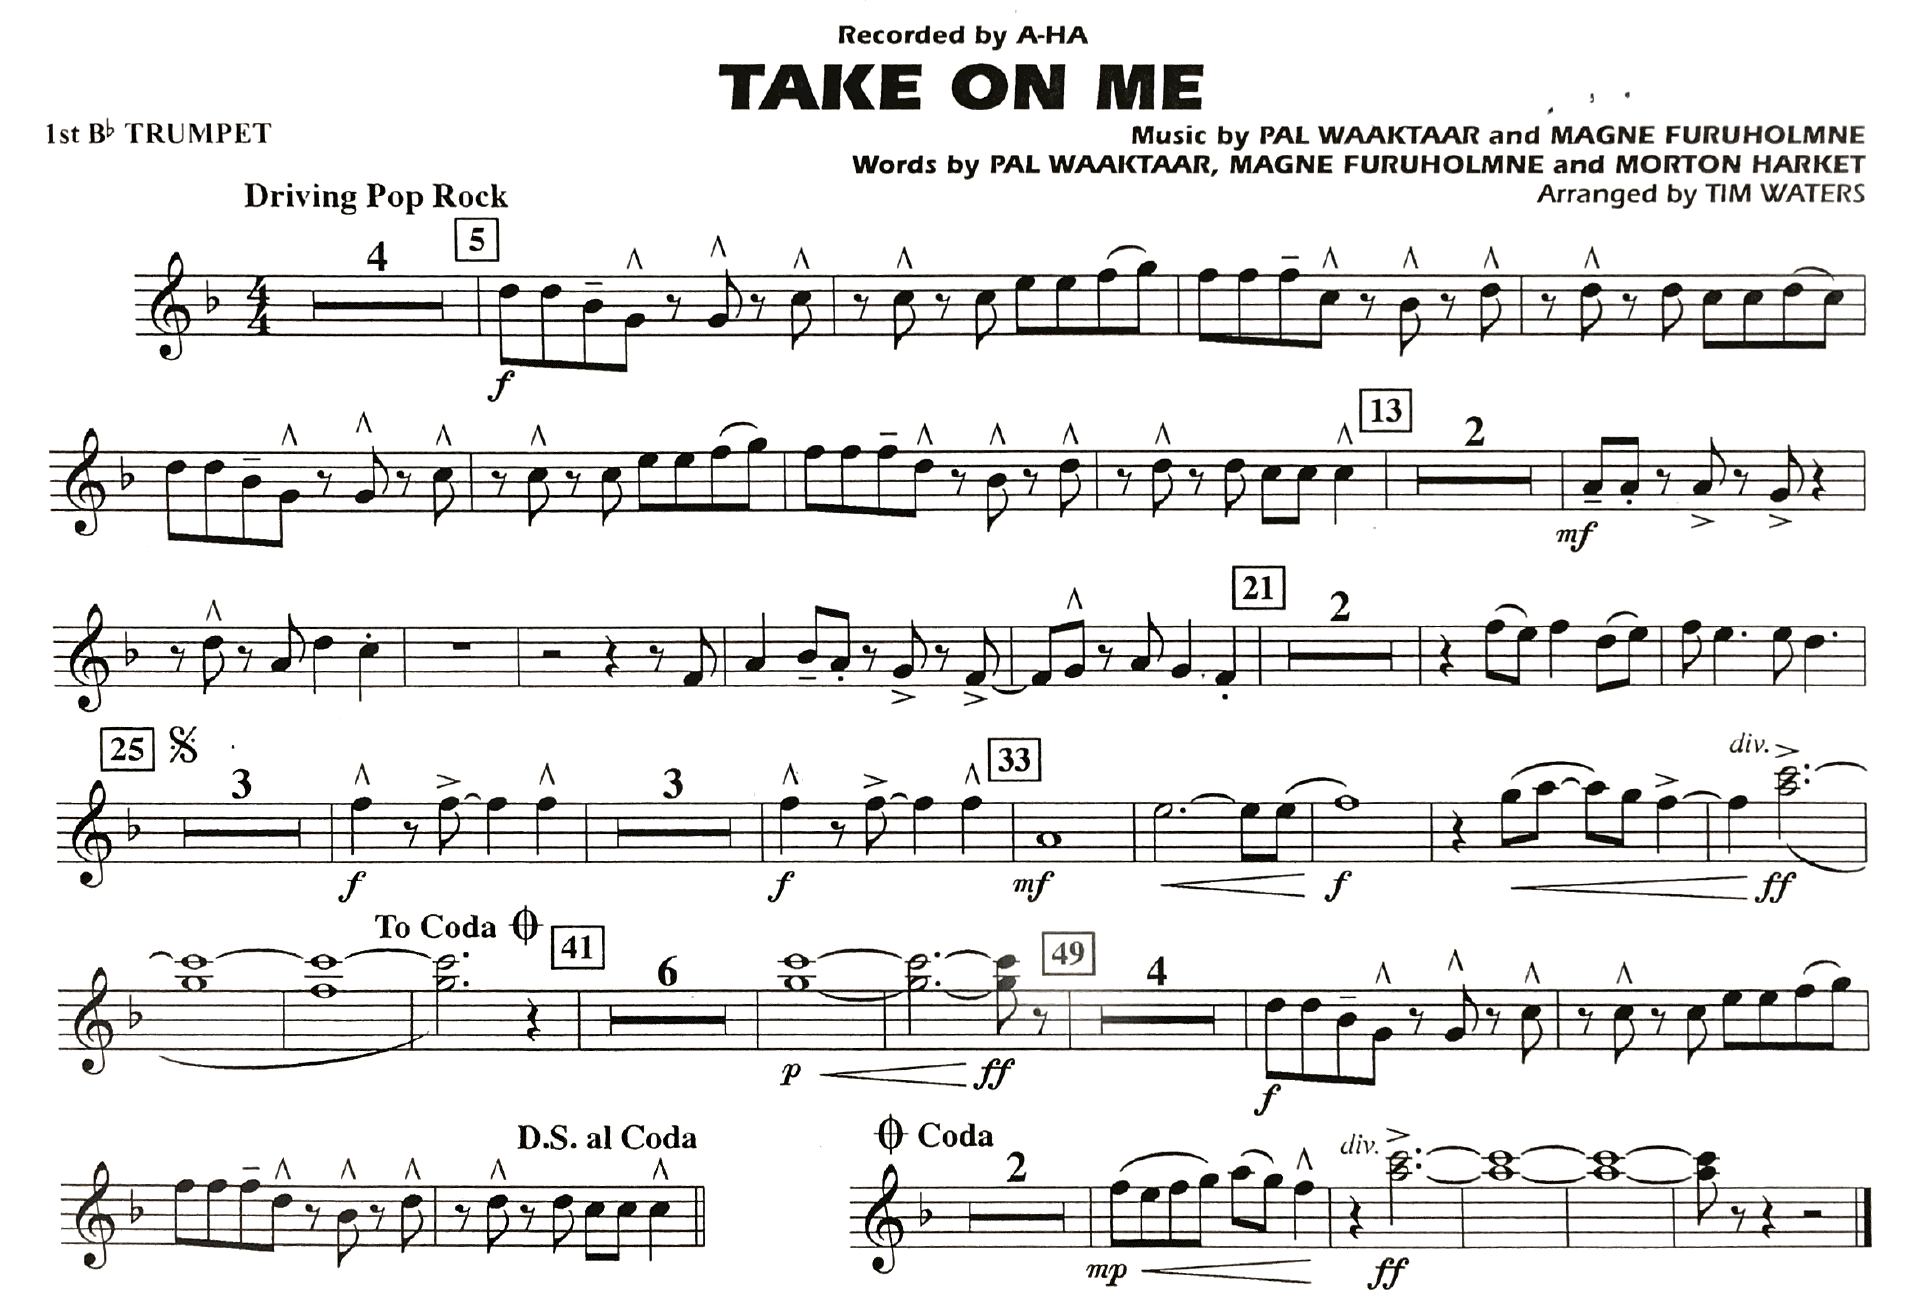 Recorded by A-HA
TAKE ON ME
1st B♭ TRUMPET
Music by PAL WAAKTAAR and MAGNE FURUHOLMNE
Words by PAL WAAKTAAR, MAGNE FURUHOLMNE and MORTON HARKET
Arranged by TIM WATERS
Driving Pop Rock
4 5
4
4
f
13 2
mf
21 2
25 3 3 33 div.
f f mf f ff
To Coda 41 6 49 4
p ff f
D.S. al Coda
Coda 2 div.
mp ff